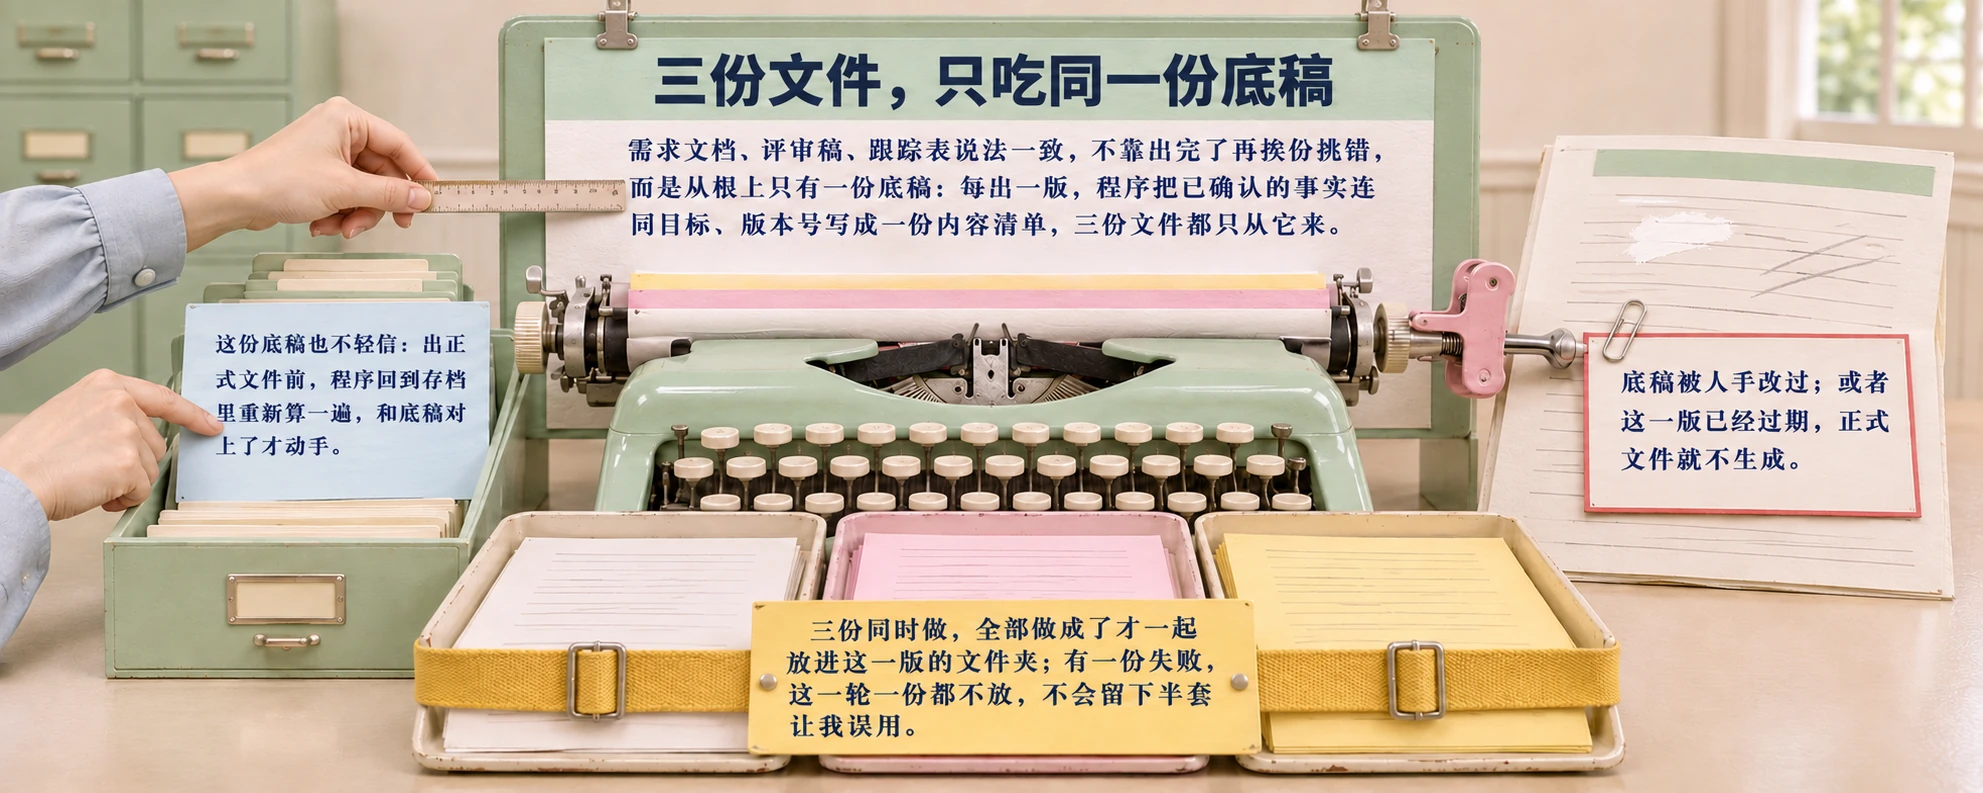 三份文件，只吃同一份底稿
需求文档、评审稿、跟踪表说法一致，不靠出完了再挨份挑错，
而是从根上只有一份底稿：每出一版，程序把已确认的事实连
同目标、版本号写成一份内容清单，三份文件都只从它来。
这份底稿也不轻信：出正
式文件前，程序回到存档
里重新算一遍，和底稿对
上了才动手。
底稿被人手改过；或者
这一版已经过期，正式
文件就不生成。
三份同时做，全部做成了才一起
放进这一版的文件夹；有一份失败，
这一轮一份都不放，不会留下半套
让我误用。